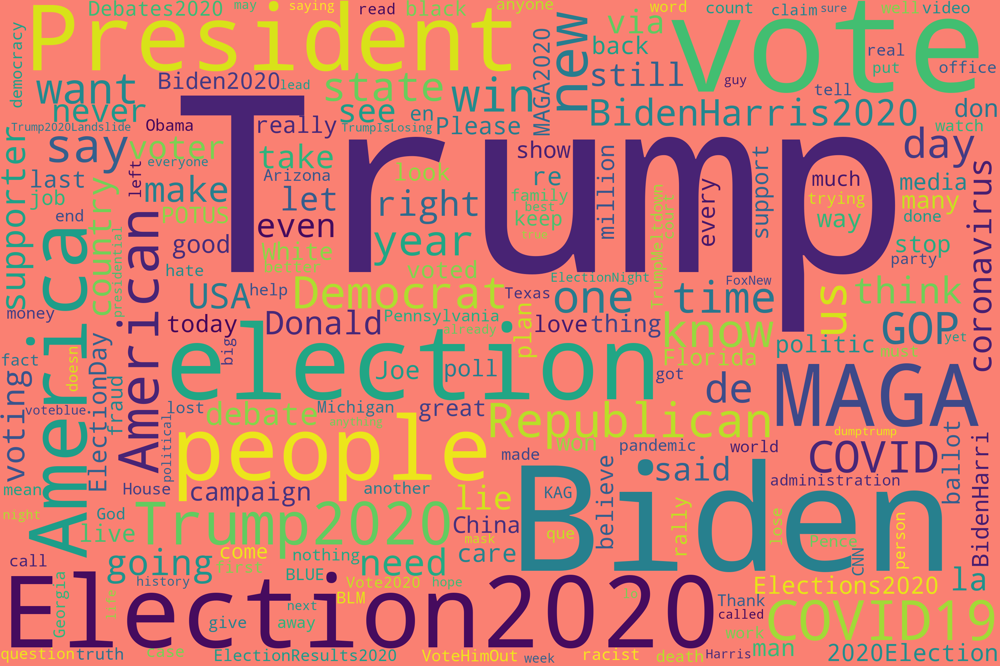 Debates2020
may
saying
read
black
anyone
word
count
claim
sure
well
video
President
vote
new
via
back
real
put
office
democracy
MAGA2020
want
Biden2020
lead
state
win
still
guy
tell
never
see
en
BidenHarris2020
don
Trump2020Landslide
Obama
really
TrumpIsLosing
Please
watch
Trump
supporter
say
voter
take
show
million
support
day
everyone
left
Arizona
look
re
every
much
media
last
country
make
let
right
family
best
keep
true
TrumpMeltdown
court
trying
many
coronavirus
job
end
POTUS
even
way
done
presidential
good
year
stop
White
better
voted
party
hate
America
American
USA
help
Democrat
Texas
ElectionNight
one
time
FoxNew
us
think
money
today
Donald
Pennsylvania
already
plan
love
thing
know
GOP
yet
election
big
Joe
poll
Florida
politic
must
fact
doesn
ElectionDay
got
voting
fraud
de
MAGA
voteblue
lost
debate
Michigan
anything
great
Republican
dumptrump
political
people
won
pandemic
world
COVID
ballot
BidenHarri
made
believe
said
administration
mean
House
campaign
another
lie
KAG
Biden
night
God
live
Trump2020
China
mask
que
rally
lose
Pence
CNN
person
care
call
going
come
first
nothing
need
Georgia
history
BLUE
Vote2020
hope
Elections2020
la
Election2020
life
BLM
lo
Thank
called
COVID19
next
give
away
work
question
truth
case
ElectionResults2020
VoteHimOut
week
racist
death
Harris
man
2020Election